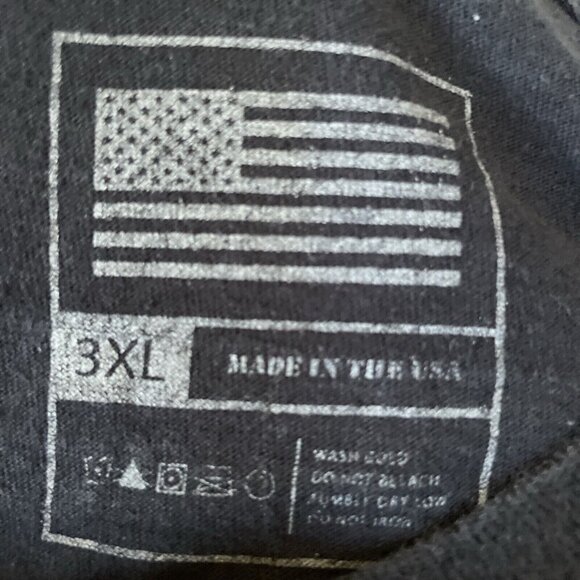 3XL
MADE IN THE USA
WASH COLD
DO NOT BLEACH
TUMBLE DRY LOW
DO NOT IRON